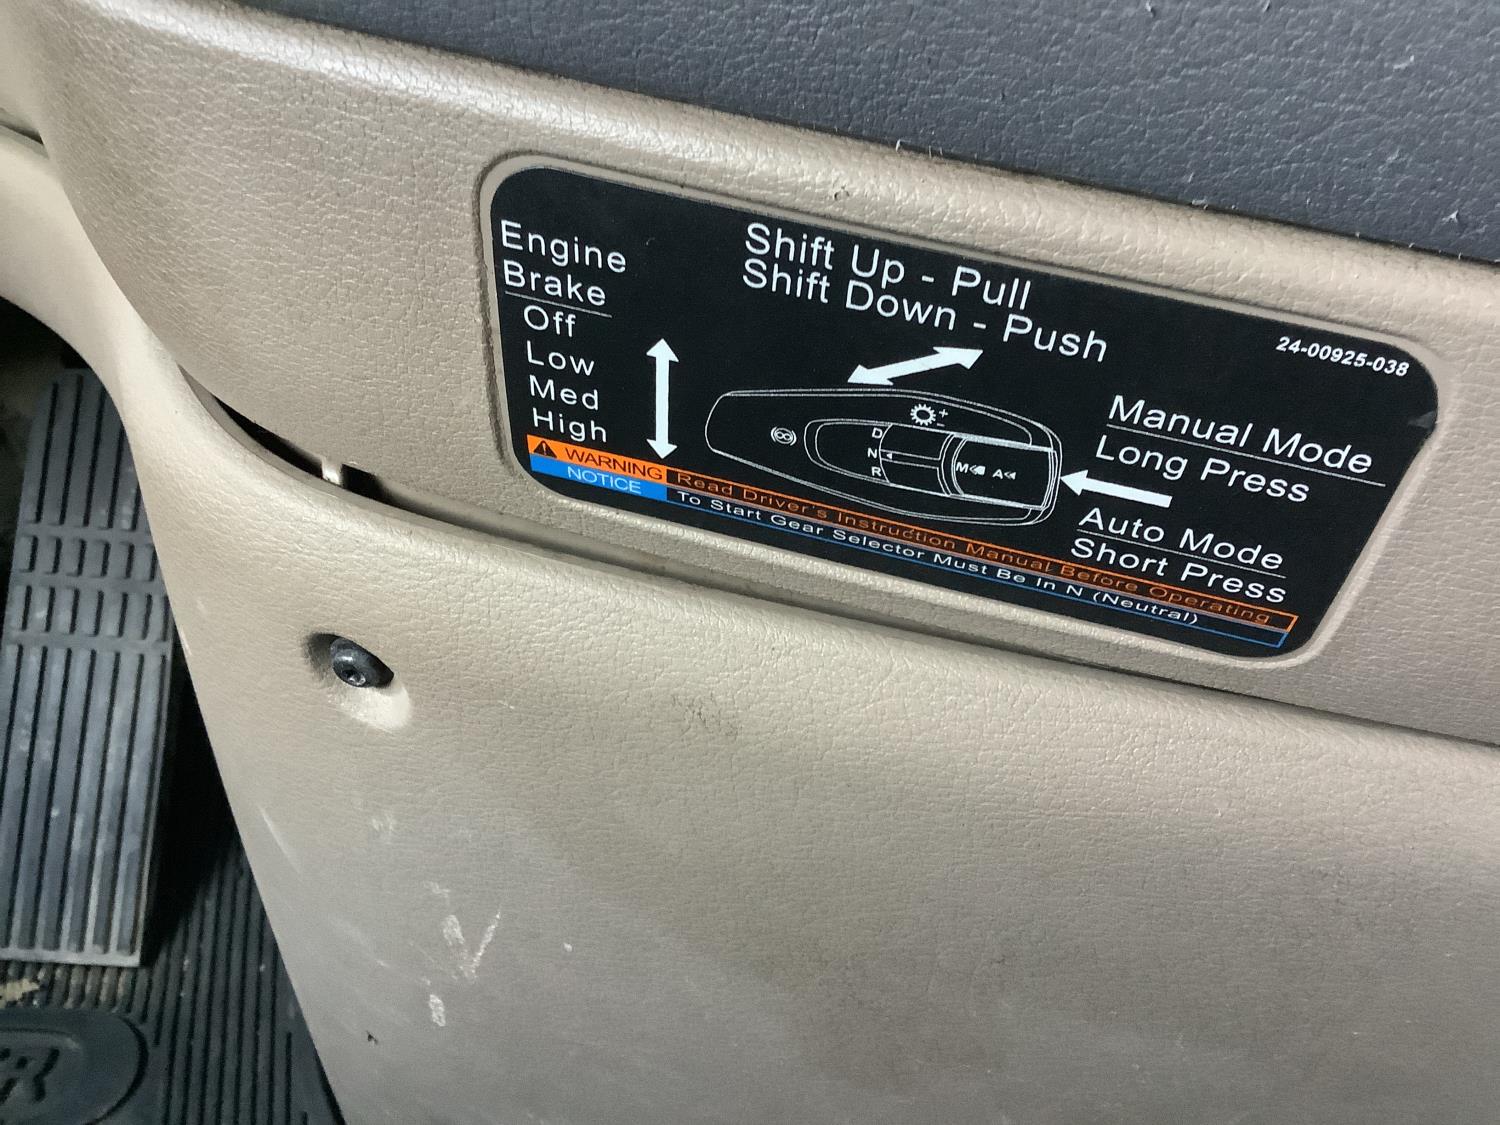 Engine
Brake
Off
Low
Med
High
Shift Up - Pull
Shift Down - Push
24-00925-038
D
N
R
+
-
M
A
Manual Mode
Long Press
Auto Mode
Short Press
WARNING Read Driver's Instruction Manual Before Operating
NOTICE To Start Gear Selector Must Be In N (Neutral)